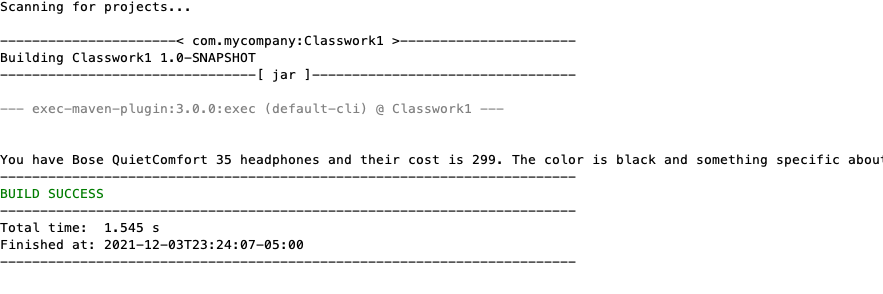 Scanning for projects...
----------------------< com.mycompany:Classwork1 >----------------------
Building Classwork1 1.0-SNAPSHOT
--------------------------------[ jar ]---------------------------------
--- exec-maven-plugin:3.0.0:exec (default-cli) @ Classwork1 ---
You have Bose QuietComfort 35 headphones and their cost is 299. The color is black and something specific about
------------------------------------------------------------------------
BUILD SUCCESS
------------------------------------------------------------------------
Total time:  1.545 s
Finished at: 2021-12-03T23:24:07-05:00
------------------------------------------------------------------------